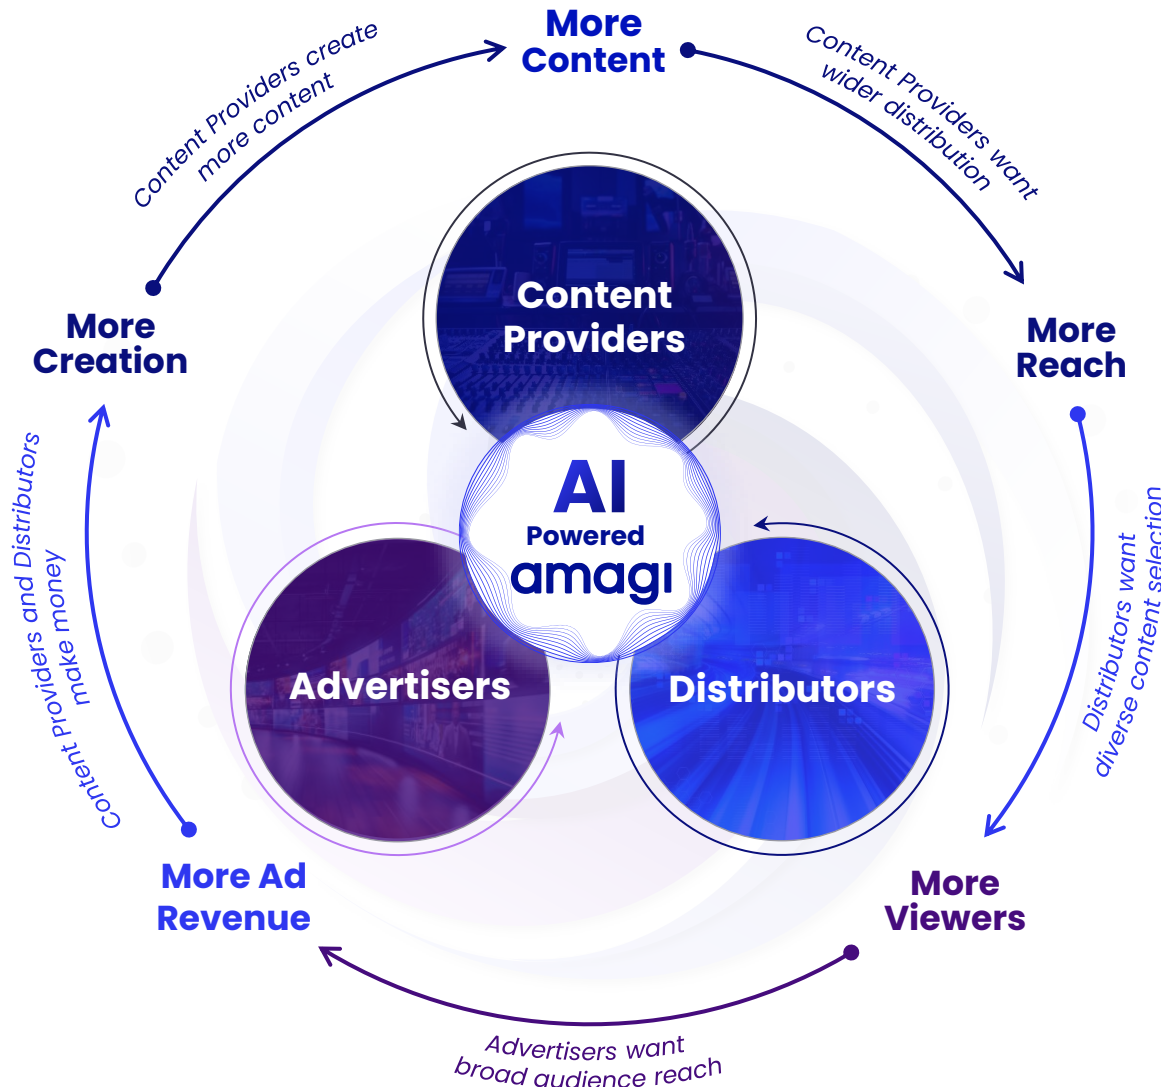 More
Content
Content Providers create
more content
Content Providers want
wider distribution
More
Creation
More
Reach
Content
Providers
AI
Powered
amagi
Advertisers
Distributors
Content Providers and Distributors
make money
Distributors want
diverse content selection
More Ad
Revenue
More
Viewers
Advertisers want
broad audience reach